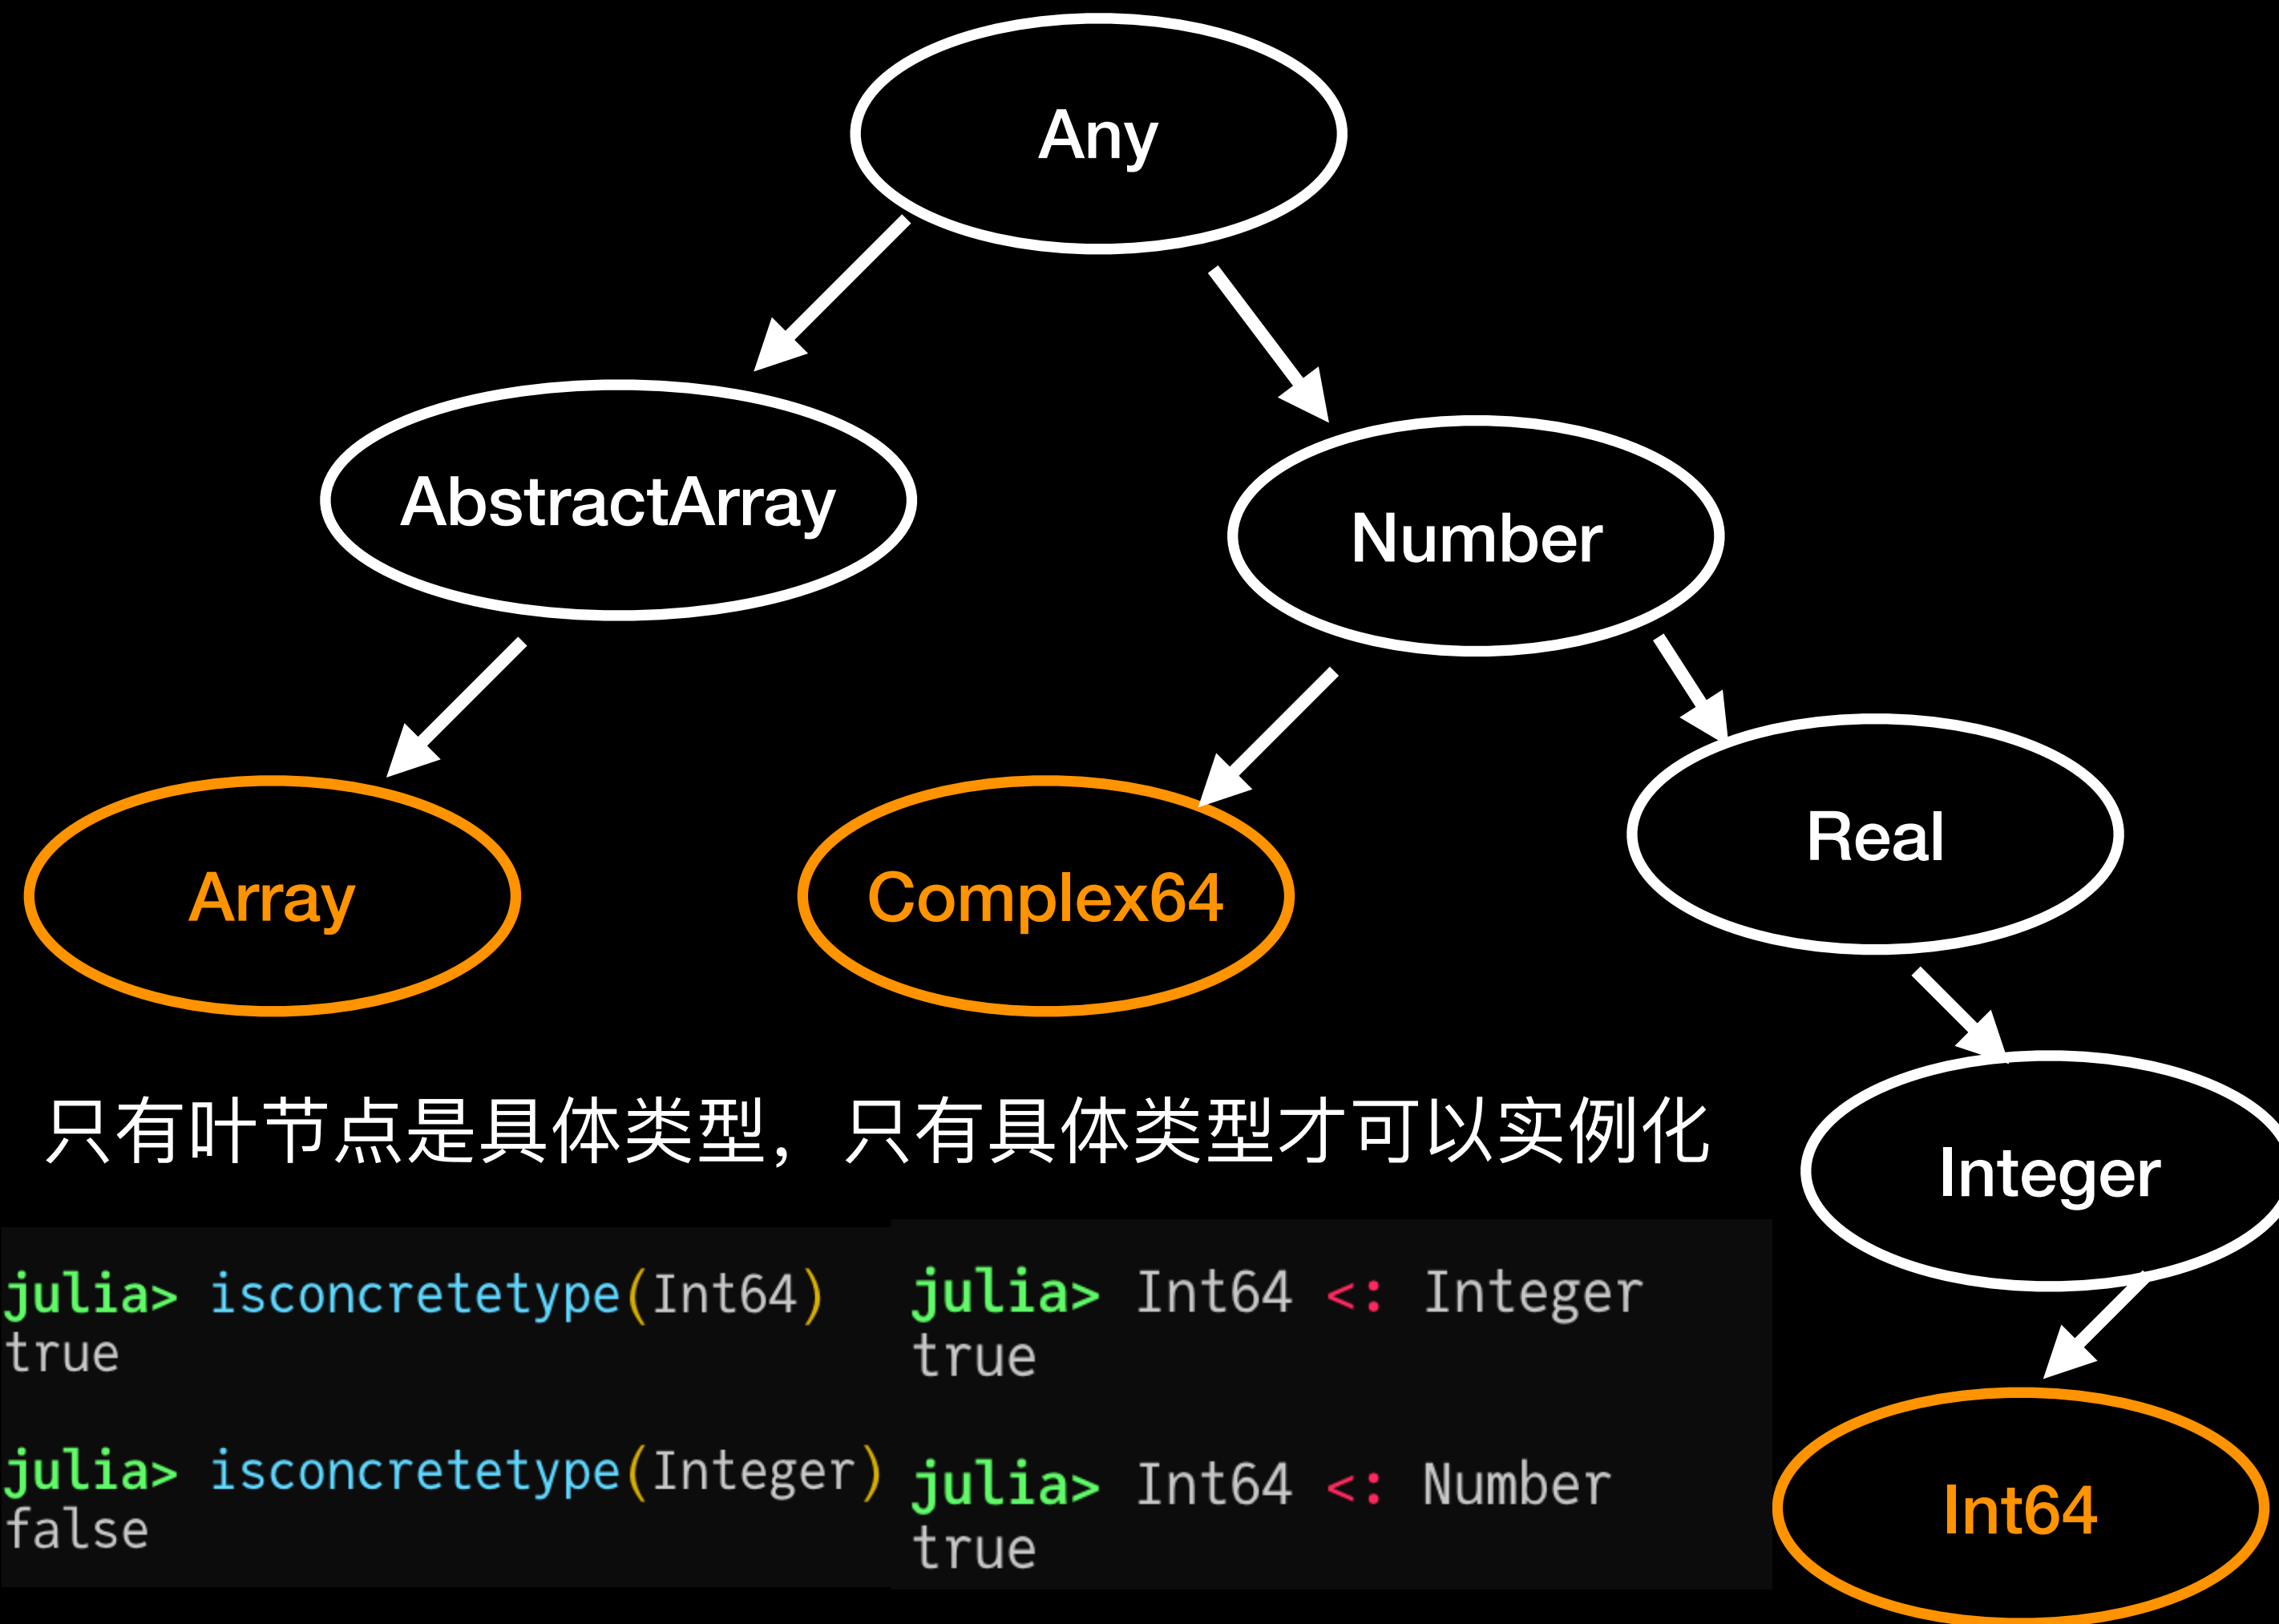 Any
AbstractArray
Number
Array
Complex64
Real
只有叶节点是具体类型，只有具体类型才可以实例化
Integer
julia> isconcretetype(Int64)
true
julia> isconcretetype(Integer)
false
julia> Int64 <: Integer
true
julia> Int64 <: Number
true
Int64